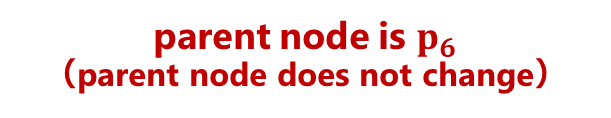 parent node is p₆
（parent node does not change）